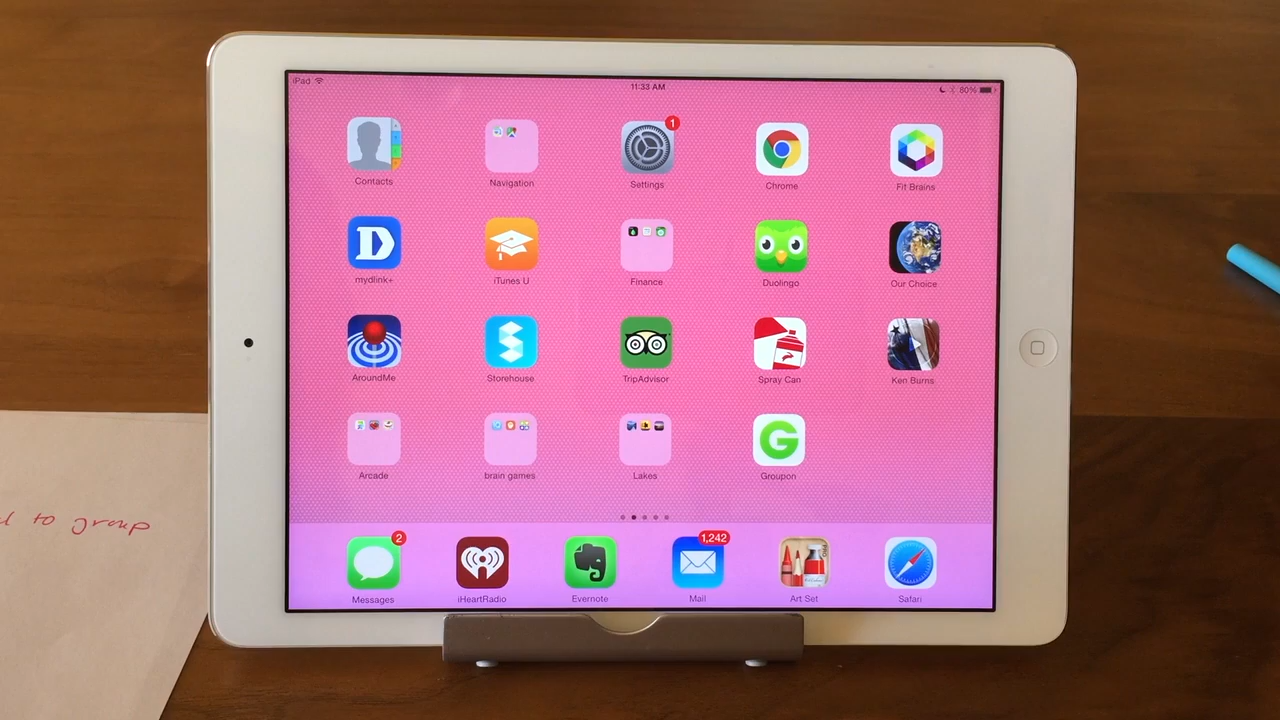 iPad
11:33 AM
80%
Contacts
Navigation
1
Settings
Chrome
Fit Brains
D
mydlink+
iTunes U
Finance
Duolingo
Our Choice
AroundMe
Storehouse
TripAdvisor
Spray Can
Ken Burns
Arcade
brain games
Lakes
G
Groupon
to Group
2
Messages
iHeartRadio
Evernote
1,242
Mail
Art Set
Safari